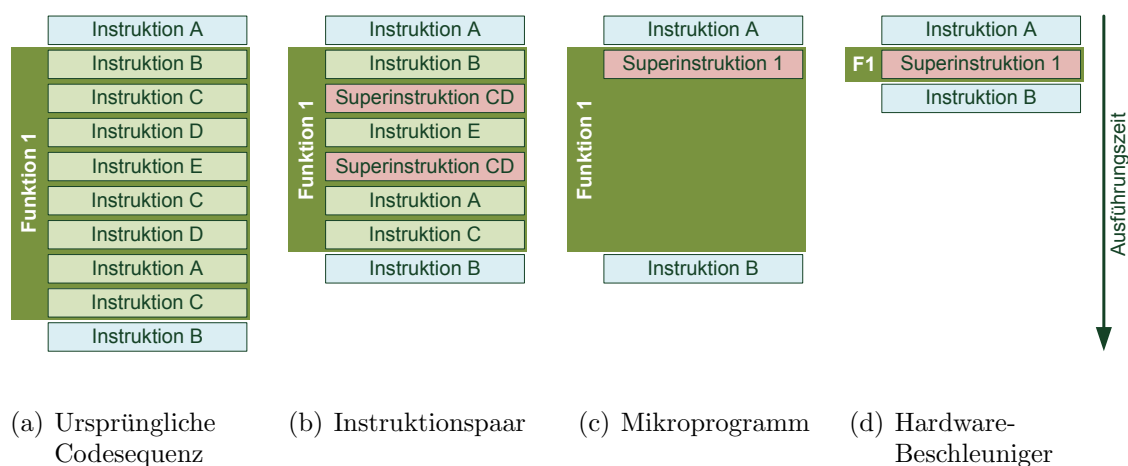 Instruktion A
Instruktion B
Instruktion C
Instruktion D
Instruktion E
Instruktion C
Instruktion D
Instruktion A
Instruktion C
Instruktion B
Funktion 1
(a) Ursprüngliche
Codesequenz
Instruktion A
Instruktion B
Superinstruktion CD
Instruktion E
Superinstruktion CD
Instruktion A
Instruktion C
Instruktion B
Funktion 1
(b) Instruktionspaar
Instruktion A
Superinstruktion 1
Instruktion B
Funktion 1
(c) Mikroprogramm
Instruktion A
F1
Superinstruktion 1
Instruktion B
(d) Hardware-
Beschleuniger
Ausführungszeit